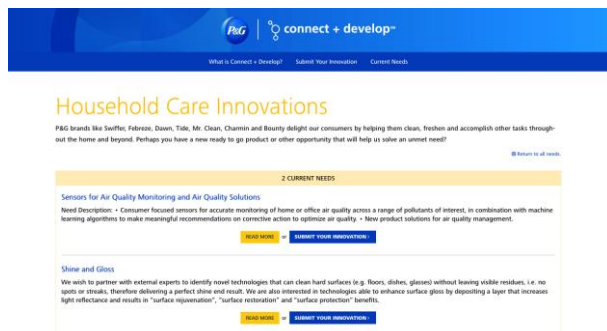 P&G connect + develop™
What is Connect + Develop? Submit Your Innovation Current Needs
Household Care Innovations
P&G brands like Swiffer, Febreze, Dawn, Tide, Mr. Clean, Charmin and Bounty delight our consumers by helping them clean, freshen and accomplish other tasks through-
out the home and beyond. Perhaps you have a new ready to go product or other opportunity that will help us solve an unmet need?
Return to all needs.
2 CURRENT NEEDS
Sensors for Air Quality Monitoring and Air Quality Solutions
Need Description: • Consumer focused sensors for accurate monitoring of home or office air quality across a range of pollutants of interest, in combination with machine
learning algorithms to make meaningful recommendations on corrective action to optimize air quality. • New product solutions for air quality management.
READ MORE or SUBMIT YOUR INNOVATION ›
Shine and Gloss
We wish to partner with external experts to identify novel technologies that can clean hard surfaces (e.g. floors, dishes, glasses) without leaving visible residues, i.e. no
spots or streaks, therefore delivering a perfect shine end result. We are also interested in technologies able to enhance surface gloss by depositing a layer that increases
light reflectance and results in "surface rejuvenation", "surface restoration" and "surface protection" benefits.
READ MORE or SUBMIT YOUR INNOVATION ›